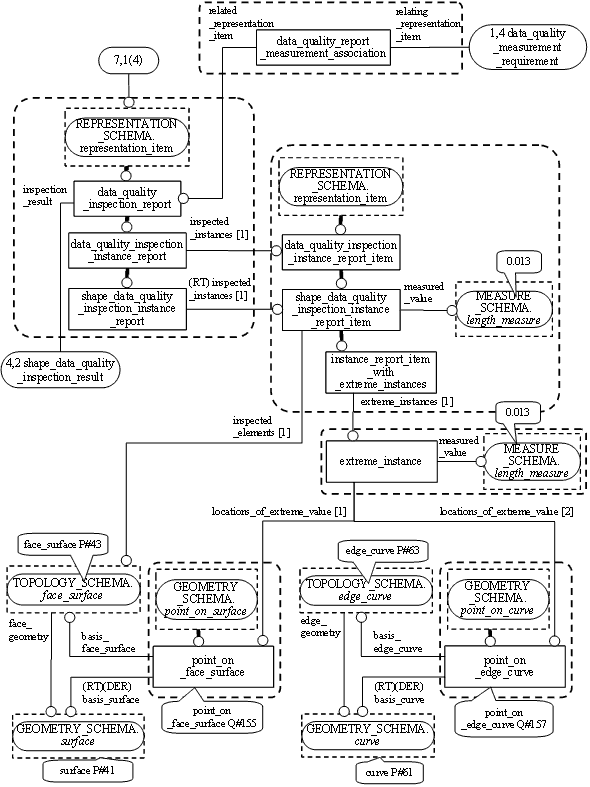 related
_representation
_item
relating
_representation
_item
data_quality_report
_measurement_association
1,4 data_quality
_measurement
_requirement
7,1(4)
REPRESENTATION
_SCHEMA.
representation_item
inspection
_result
data_quality
_inspection_report
inspected
_instances [1]
data_quality_inspection
_instance_report
(RT) inspected
_instances [1]
shape_data_quality
_inspection_instance
_report
4,2 shape_data_quality
_inspection_result
REPRESENTATION
_SCHEMA.
representation_item
data_quality_inspection
_instance_report_item
shape_data_quality
_inspection_instance
_report_item
measured
_value
0.013
MEASURE
_SCHEMA.
length_measure
instance_report_item
_with
_extreme_instances
extreme_instances [1]
inspected
_elements [1]
extreme_instance
measured
_value
0.013
MEASURE
_SCHEMA.
length_measure
locations_of_extreme_value [1]
locations_of_extreme_value [2]
face_surface P#43
TOPOLOGY_SCHEMA.
face_surface
GEOMETRY
_SCHEMA.
point_on_surface
face_
geometry
basis_
face_surface
point_on
_face_surface
(RT)(DER)
basis_surface
point_on
_face_surface Q#155
GEOMETRY_SCHEMA.
surface
surface P#41
edge_curve P#63
TOPOLOGY_SCHEMA.
edge_curve
GEOMETRY
_SCHEMA.
point_on_curve
edge_
geometry
basis_
edge_curve
point_on
_edge_curve
(RT)(DER)
basis_curve
point_on
_edge_curve Q#157
GEOMETRY_SCHEMA.
curve
curve P#61